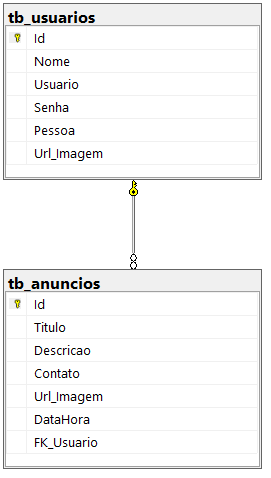 tb_usuarios
Id
Nome
Usuario
Senha
Pessoa
Url_Imagem
tb_anuncios
Id
Titulo
Descricao
Contato
Url_Imagem
DataHora
FK_Usuario